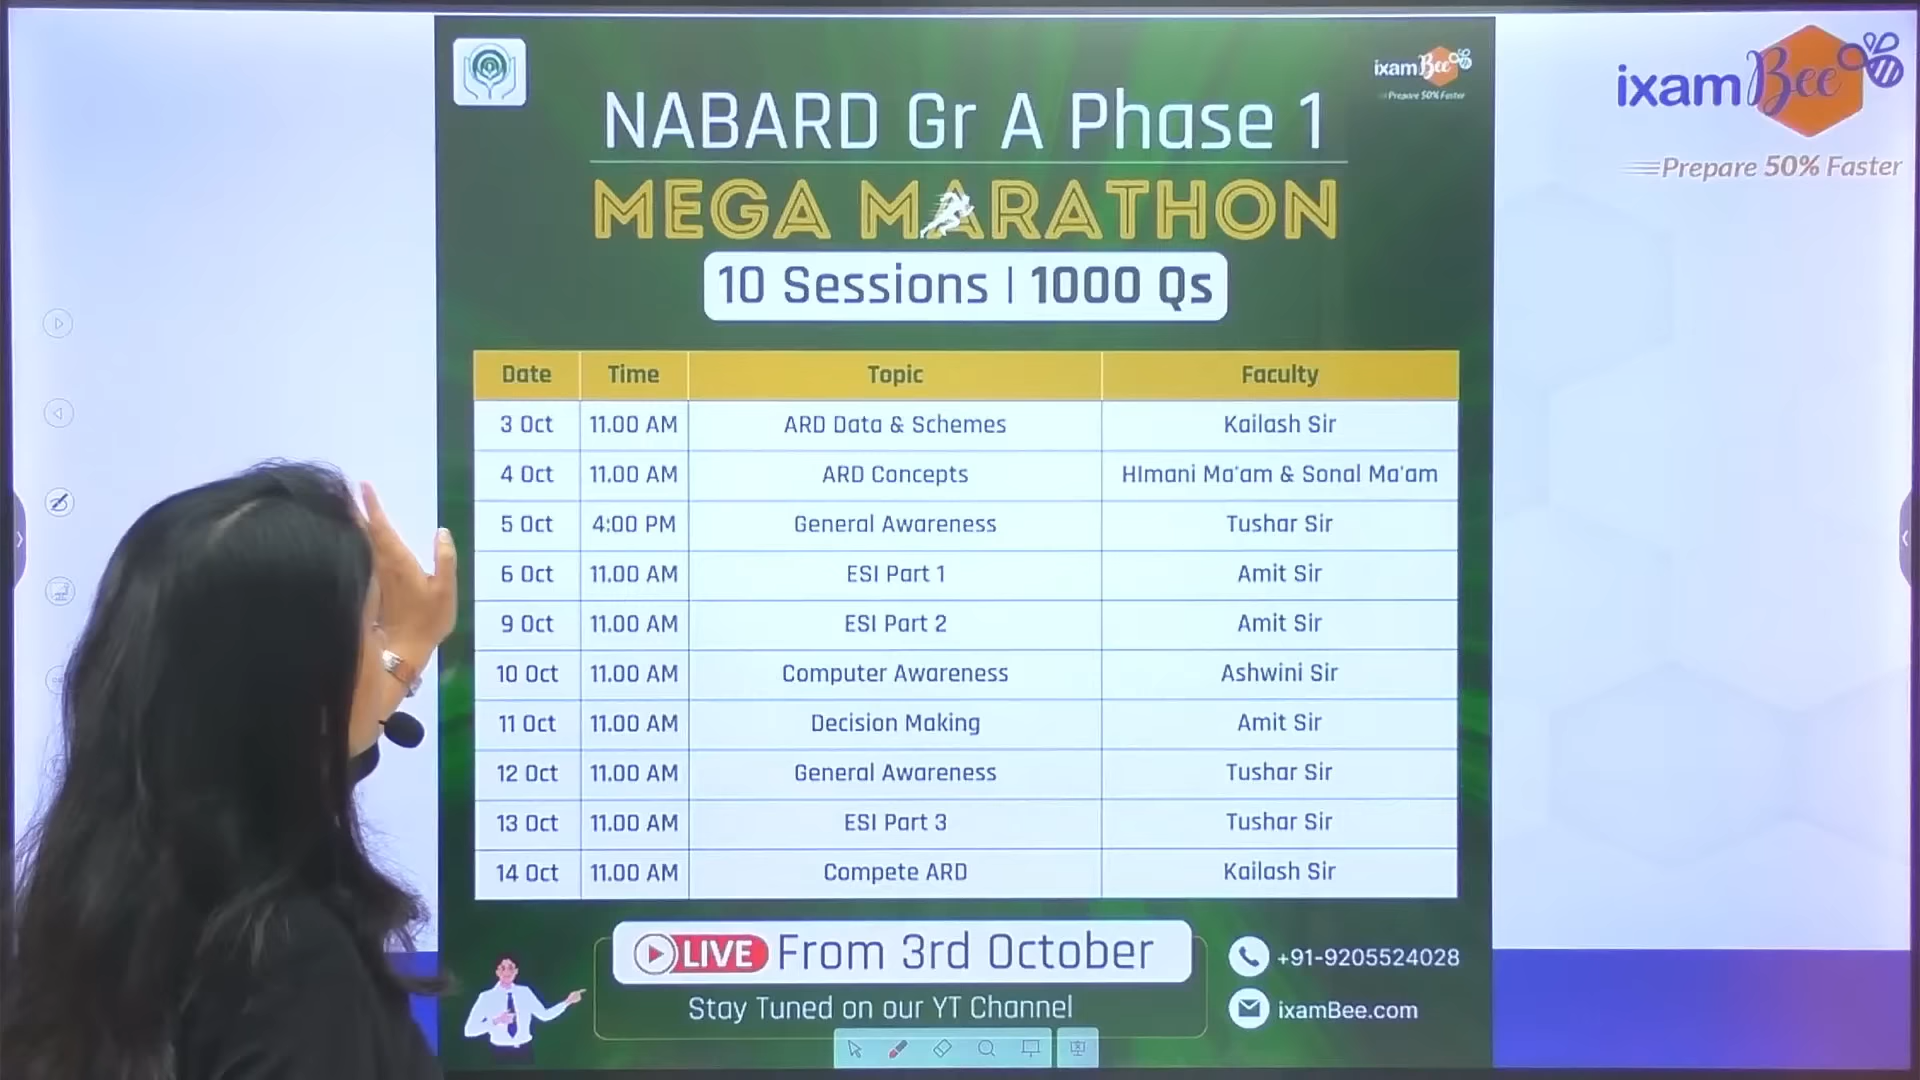 ixamBee
Prepare 50% Faster
NABARD Gr A Phase 1
MEGA MARATHON
10 Sessions | 1000 Qs
Date Time Topic Faculty
3 Oct 11.00 AM ARD Data & Schemes Kailash Sir
4 Oct 11.00 AM ARD Concepts HImani Ma'am & Sonal Ma'am
5 Oct 4:00 PM General Awareness Tushar Sir
6 Oct 11.00 AM ESI Part 1 Amit Sir
9 Oct 11.00 AM ESI Part 2 Amit Sir
10 Oct 11.00 AM Computer Awareness Ashwini Sir
11 Oct 11.00 AM Decision Making Amit Sir
12 Oct 11.00 AM General Awareness Tushar Sir
13 Oct 11.00 AM ESI Part 3 Tushar Sir
14 Oct 11.00 AM Compete ARD Kailash Sir
LIVE From 3rd October
Stay Tuned on our YT Channel
+91-9205524028
ixamBee.com
ixamBee
Prepare 50% Faster